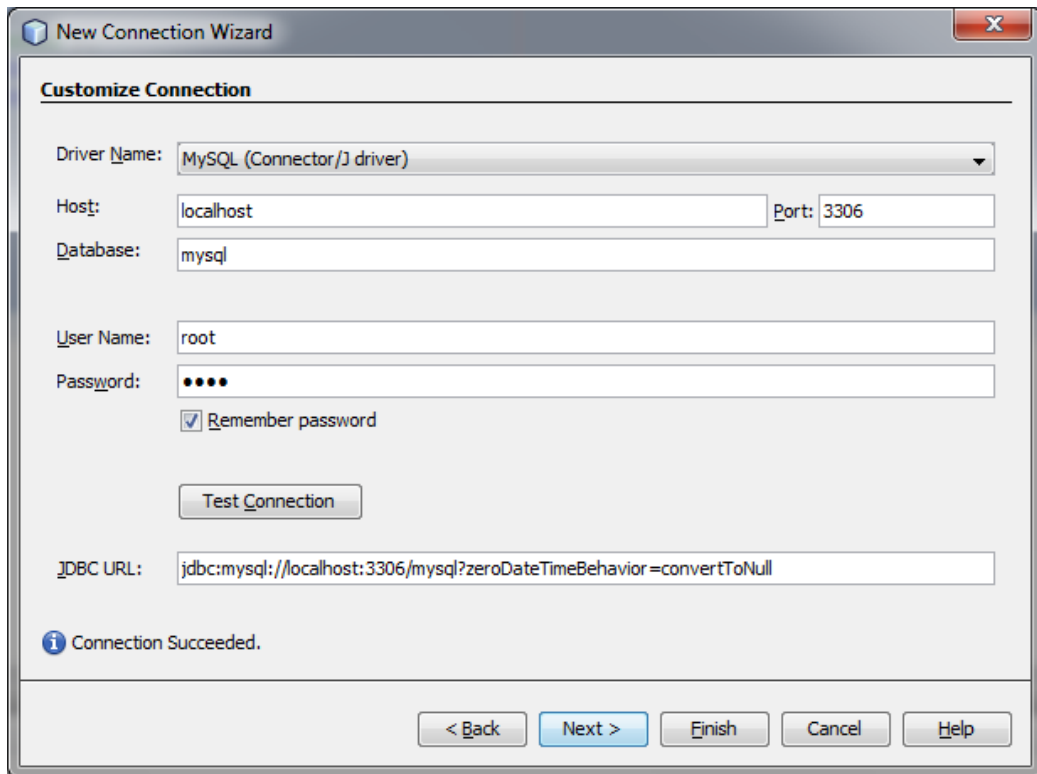 New Connection Wizard
Customize Connection
Driver Name: MySQL (Connector/J driver)
Host: localhost Port: 3306
Database: mysql
User Name: root
Password: ●●●●
Remember password
Test Connection
JDBC URL: jdbc:mysql://localhost:3306/mysql?zeroDateTimeBehavior=convertToNull
Connection Succeeded.
< Back Next > Finish Cancel Help